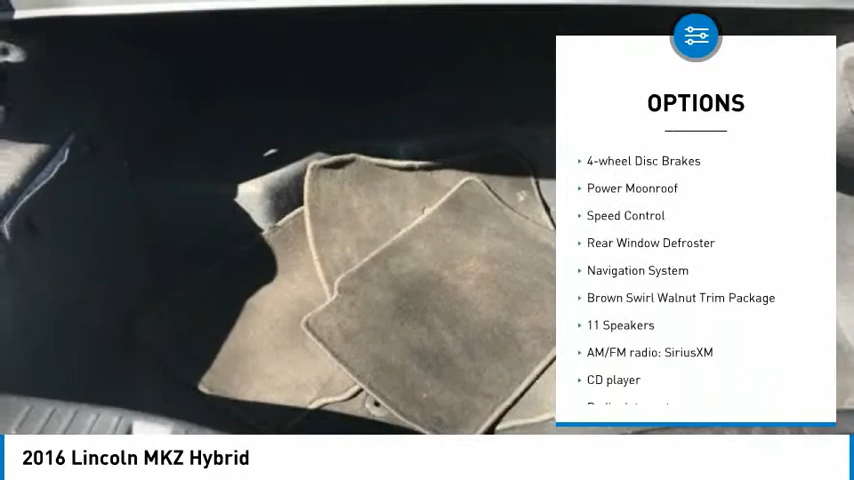 OPTIONS
4-wheel Disc Brakes
Power Moonroof
Speed Control
Rear Window Defroster
Navigation System
Brown Swirl Walnut Trim Package
11 Speakers
AM/FM radio: SiriusXM
CD player
2016 Lincoln MKZ Hybrid